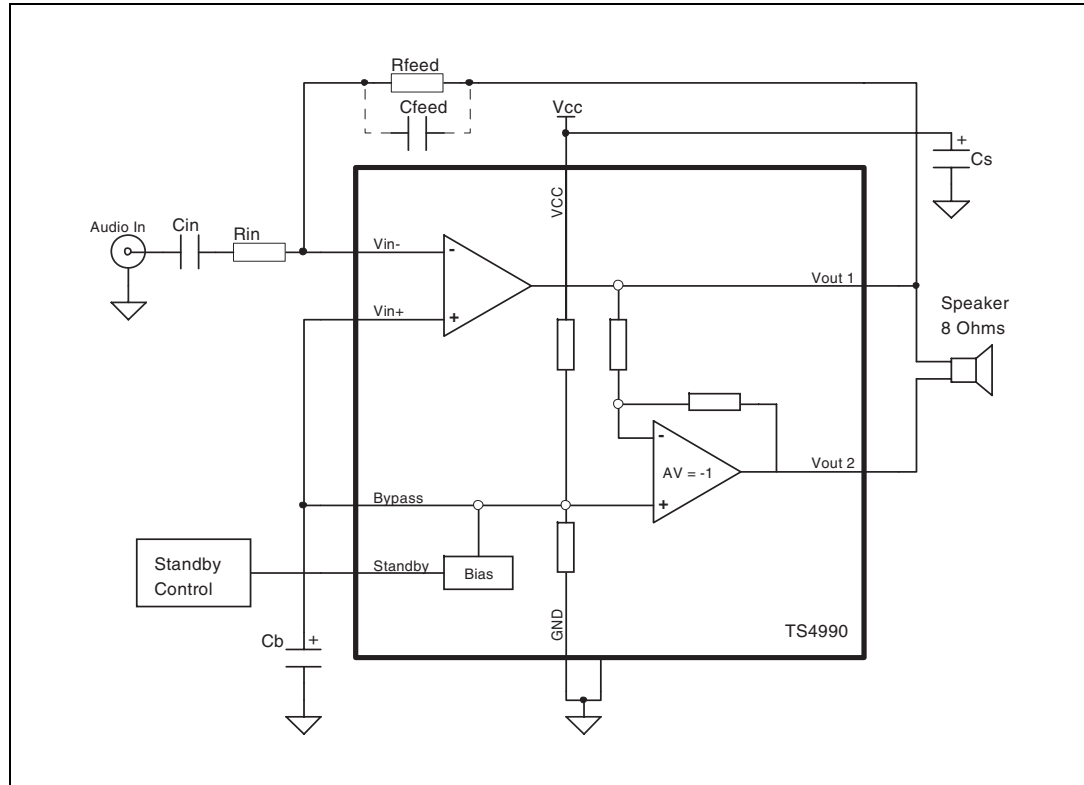 Rfeed
Cfeed
Vcc
+
Cs
VCC
Audio In
Cin
Rin
Vin-
-
Vout 1
Vin+
+
Speaker
8 Ohms
-
AV = -1
Vout 2
Bypass
+
Standby
Control
Standby
Bias
GND
TS4990
Cb
+